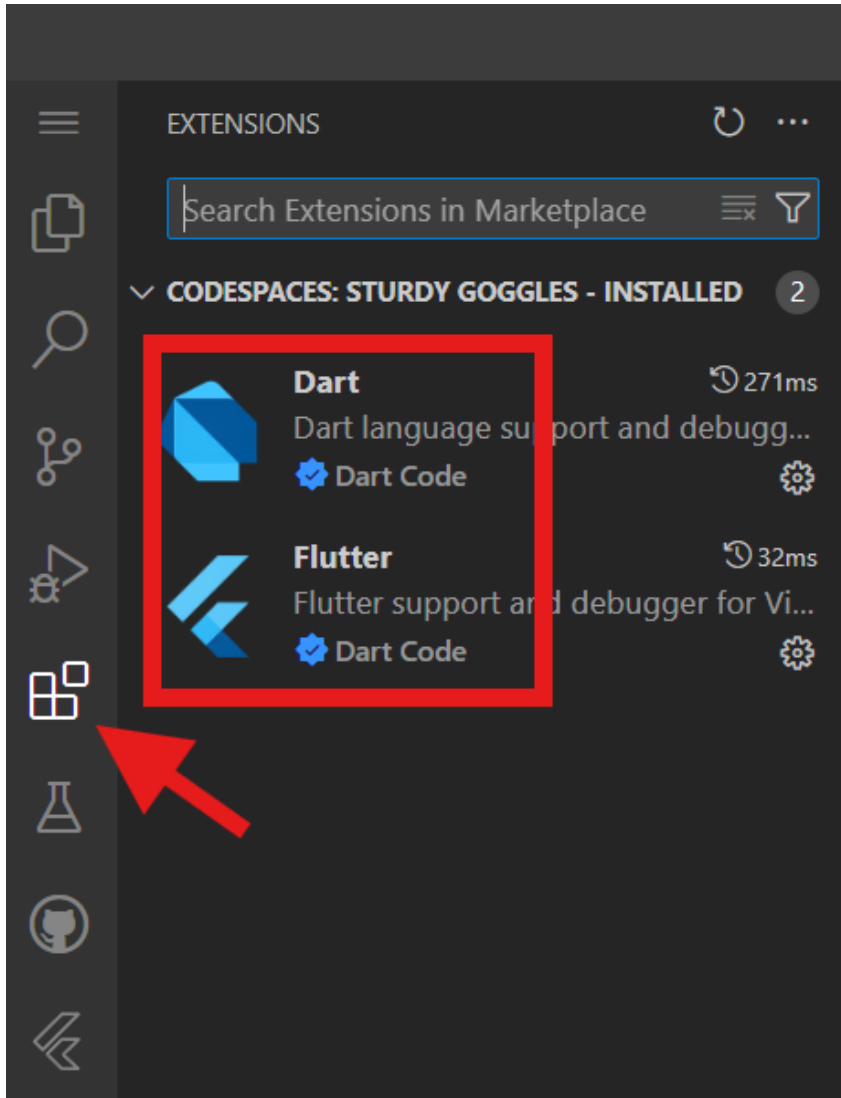 EXTENSIONS
Search Extensions in Marketplace
CODESPACES: STURDY GOGGLES - INSTALLED 2
Dart 271ms
Dart language support and debugg...
Dart Code
Flutter 32ms
Flutter support and debugger for Vi...
Dart Code